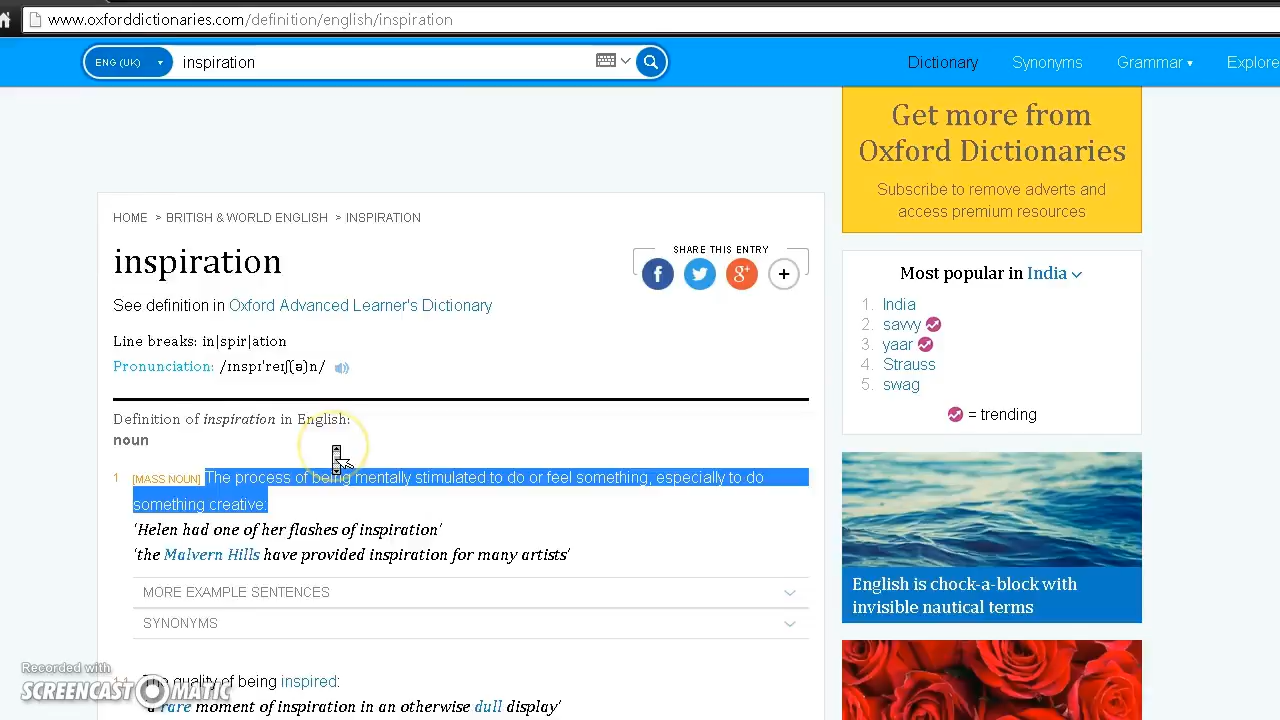 www.oxforddictionaries.com/definition/english/inspiration
ENG (UK) inspiration
Dictionary Synonyms Grammar Explore
Get more from
Oxford Dictionaries
Subscribe to remove adverts and
access premium resources
HOME > BRITISH & WORLD ENGLISH > INSPIRATION
inspiration
SHARE THIS ENTRY
f g+ +
See definition in Oxford Advanced Learner's Dictionary
Line breaks: in|spir|ation
Pronunciation: /ɪnspɪˈreɪʃ(ə)n/
Most popular in India
1. India
2. savvy
3. yaar
4. Strauss
5. swag
= trending
Definition of inspiration in English:
noun
1 [MASS NOUN] The process of being mentally stimulated to do or feel something, especially to do
something creative:
‘Helen had one of her flashes of inspiration’
‘the Malvern Hills have provided inspiration for many artists’
MORE EXAMPLE SENTENCES
SYNONYMS
The quality of being inspired:
‘a rare moment of inspiration in an otherwise dull display’
English is chock-a-block with
invisible nautical terms
Recorded with
SCREENCAST MATIC